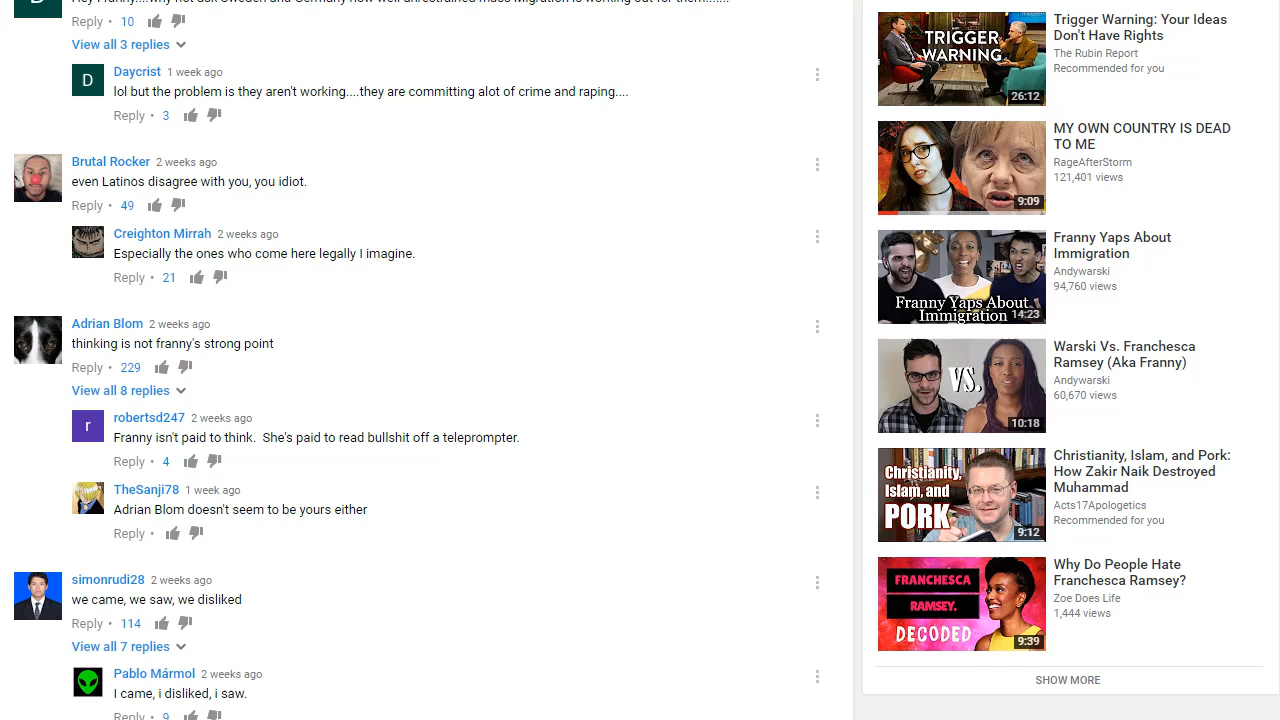 Reply • 10
View all 3 replies
D
Daycrist 1 week ago
lol but the problem is they aren't working....they are committing alot of crime and raping....
Reply • 3
Brutal Rocker 2 weeks ago
even Latinos disagree with you, you idiot.
Reply • 49
Creighton Mirrah 2 weeks ago
Especially the ones who come here legally I imagine.
Reply • 21
Adrian Blom 2 weeks ago
thinking is not franny's strong point
Reply • 229
View all 8 replies
r
robertsd247 2 weeks ago
Franny isn't paid to think.  She's paid to read bullshit off a teleprompter.
Reply • 4
TheSanji78 1 week ago
Adrian Blom doesn't seem to be yours either
Reply •
simonrudi28 2 weeks ago
we came, we saw, we disliked
Reply • 114
View all 7 replies
Pablo Mármol 2 weeks ago
I came, i disliked, i saw.
Reply • 9
TRIGGER
WARNING
26:12
Trigger Warning: Your Ideas
Don't Have Rights
The Rubin Report
Recommended for you
9:09
MY OWN COUNTRY IS DEAD
TO ME
RageAfterStorm
121,401 views
Franny Yaps About
Immigration
14:23
Franny Yaps About
Immigration
Andywarski
94,760 views
VS.
10:18
Warski Vs. Franchesca
Ramsey (Aka Franny)
Andywarski
60,670 views
Christianity,
Islam, and
PORK
9:12
Christianity, Islam, and Pork:
How Zakir Naik Destroyed
Muhammad
Acts17Apologetics
Recommended for you
FRANCHESCA
RAMSEY.
DECODED
9:39
Why Do People Hate
Franchesca Ramsey?
Zoe Does Life
1,444 views
SHOW MORE